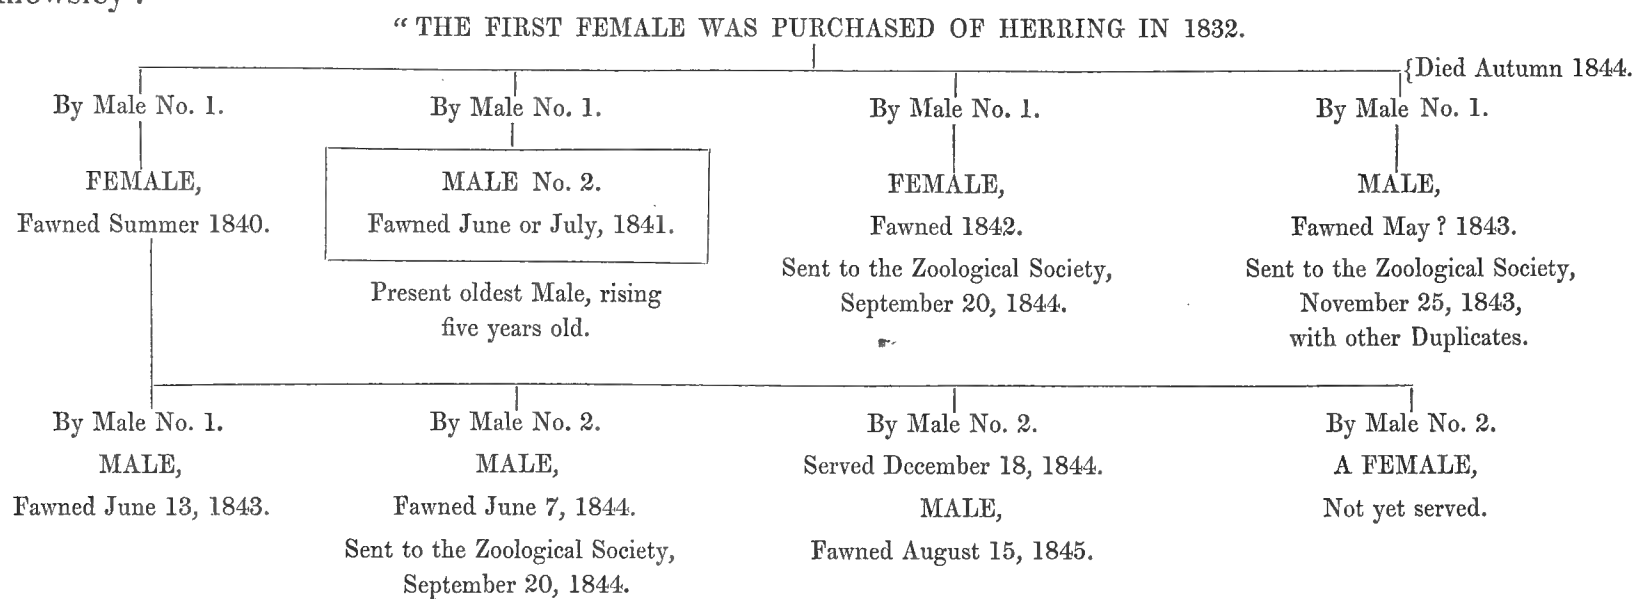 “ THE FIRST FEMALE WAS PURCHASED OF HERRING IN 1832.
{Died Autumn 1844.
By Male No. 1.
By Male No. 1.
By Male No. 1.
By Male No. 1.
FEMALE,
Fawned Summer 1840.
MALE No. 2.
Fawned June or July, 1841.
Present oldest Male, rising
five years old.
FEMALE,
Fawned 1842.
Sent to the Zoological Society,
September 20, 1844.
MALE,
Fawned May ? 1843.
Sent to the Zoological Society,
November 25, 1843,
with other Duplicates.
By Male No. 1.
MALE,
Fawned June 13, 1843.
By Male No. 2.
MALE,
Fawned June 7, 1844.
Sent to the Zoological Society,
September 20, 1844.
By Male No. 2.
Served December 18, 1844.
MALE,
Fawned August 15, 1845.
By Male No. 2.
A FEMALE,
Not yet served.